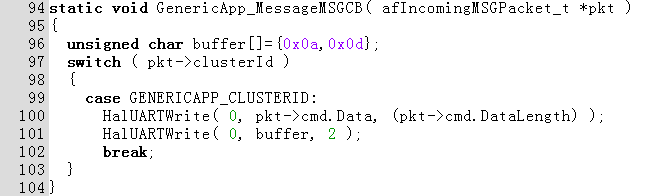 94 static void GenericApp_MessageMSGCB( afIncomingMSGPacket_t *pkt )
95 {
96 unsigned char buffer[]={0x0a,0x0d};
97 switch ( pkt->clusterId )
98 {
99 case GENERICAPP_CLUSTERID:
100 HalUARTWrite( 0, pkt->cmd.Data, (pkt->cmd.DataLength) );
101 HalUARTWrite( 0, buffer, 2 );
102 break;
103 }
104 }